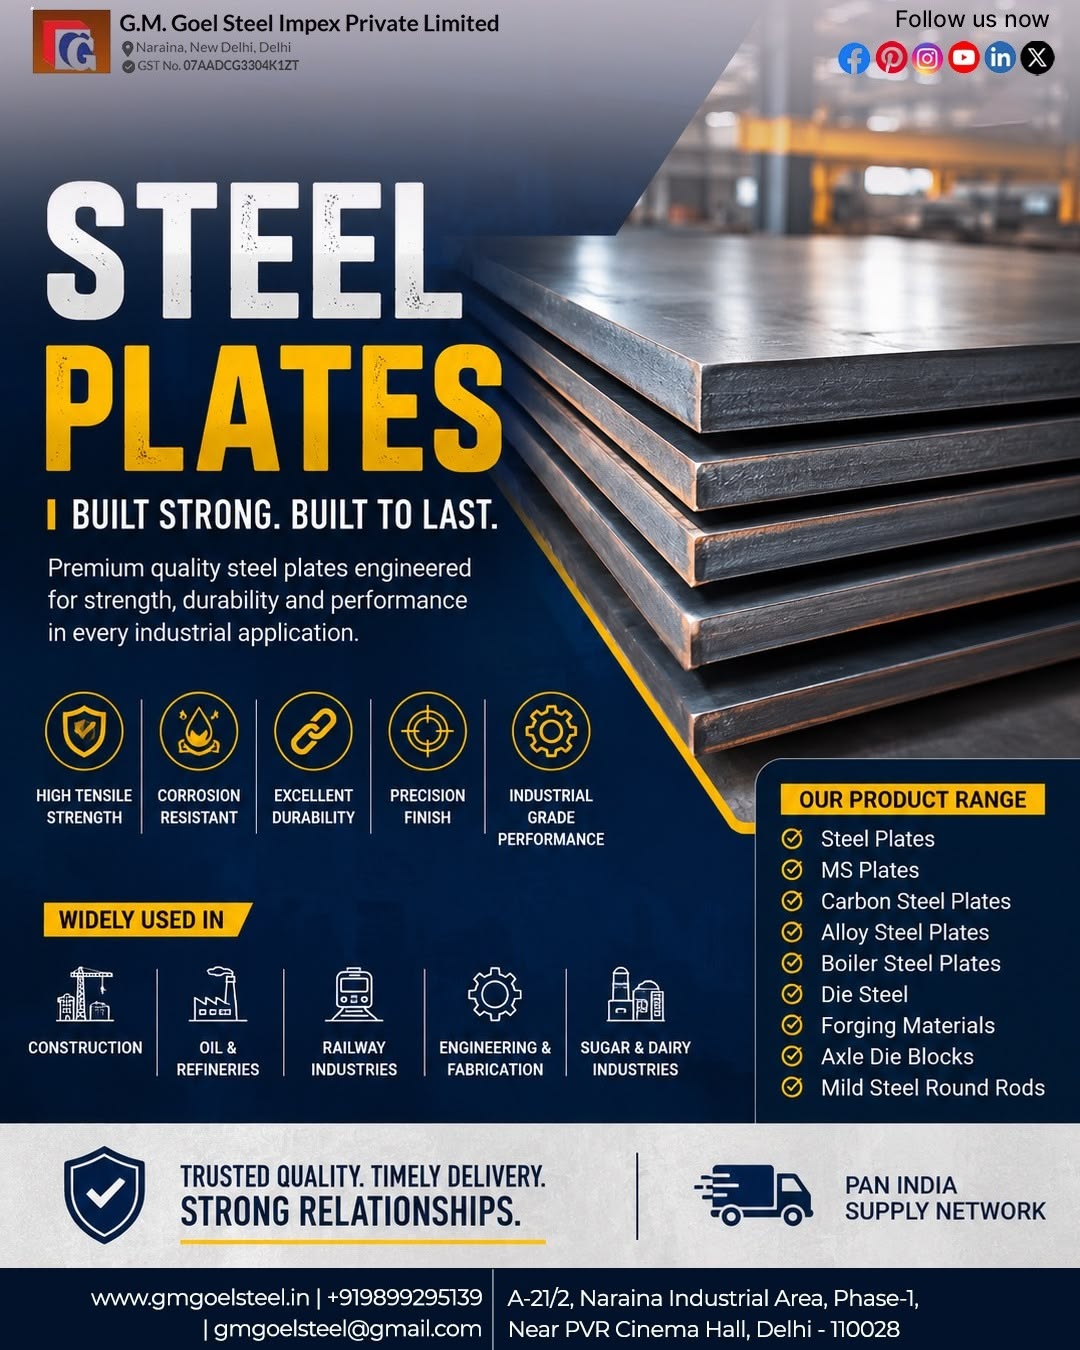 G.M. Goel Steel Impex Private Limited
Naraina, New Delhi, Delhi
GST No. 07AADCG3304K1ZT
Follow us now
STEEL
PLATES
BUILT STRONG. BUILT TO LAST.
Premium quality steel plates engineered
for strength, durability and performance
in every industrial application.
HIGH TENSILE
STRENGTH
CORROSION
RESISTANT
EXCELLENT
DURABILITY
PRECISION
FINISH
INDUSTRIAL
GRADE
PERFORMANCE
WIDELY USED IN
CONSTRUCTION
OIL &
REFINERIES
RAILWAY
INDUSTRIES
ENGINEERING &
FABRICATION
SUGAR & DAIRY
INDUSTRIES
OUR PRODUCT RANGE
Steel Plates
MS Plates
Carbon Steel Plates
Alloy Steel Plates
Boiler Steel Plates
Die Steel
Forging Materials
Axle Die Blocks
Mild Steel Round Rods
TRUSTED QUALITY. TIMELY DELIVERY.
STRONG RELATIONSHIPS.
PAN INDIA
SUPPLY NETWORK
www.gmgoelsteel.in | +919899295139
| gmgoelsteel@gmail.com
A-21/2, Naraina Industrial Area, Phase-1,
Near PVR Cinema Hall, Delhi - 110028